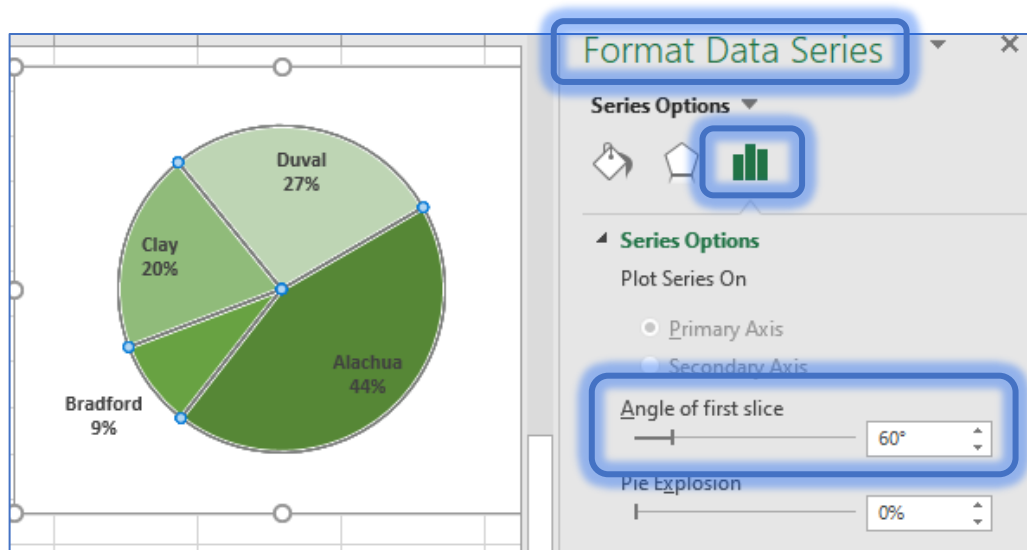 Format Data Series
Series Options
Duval
27%
Clay
20%
Alachua
44%
Bradford
9%
Series Options
Plot Series On
Primary Axis
Secondary Axis
Angle of first slice
60°
Pie Explosion
0%